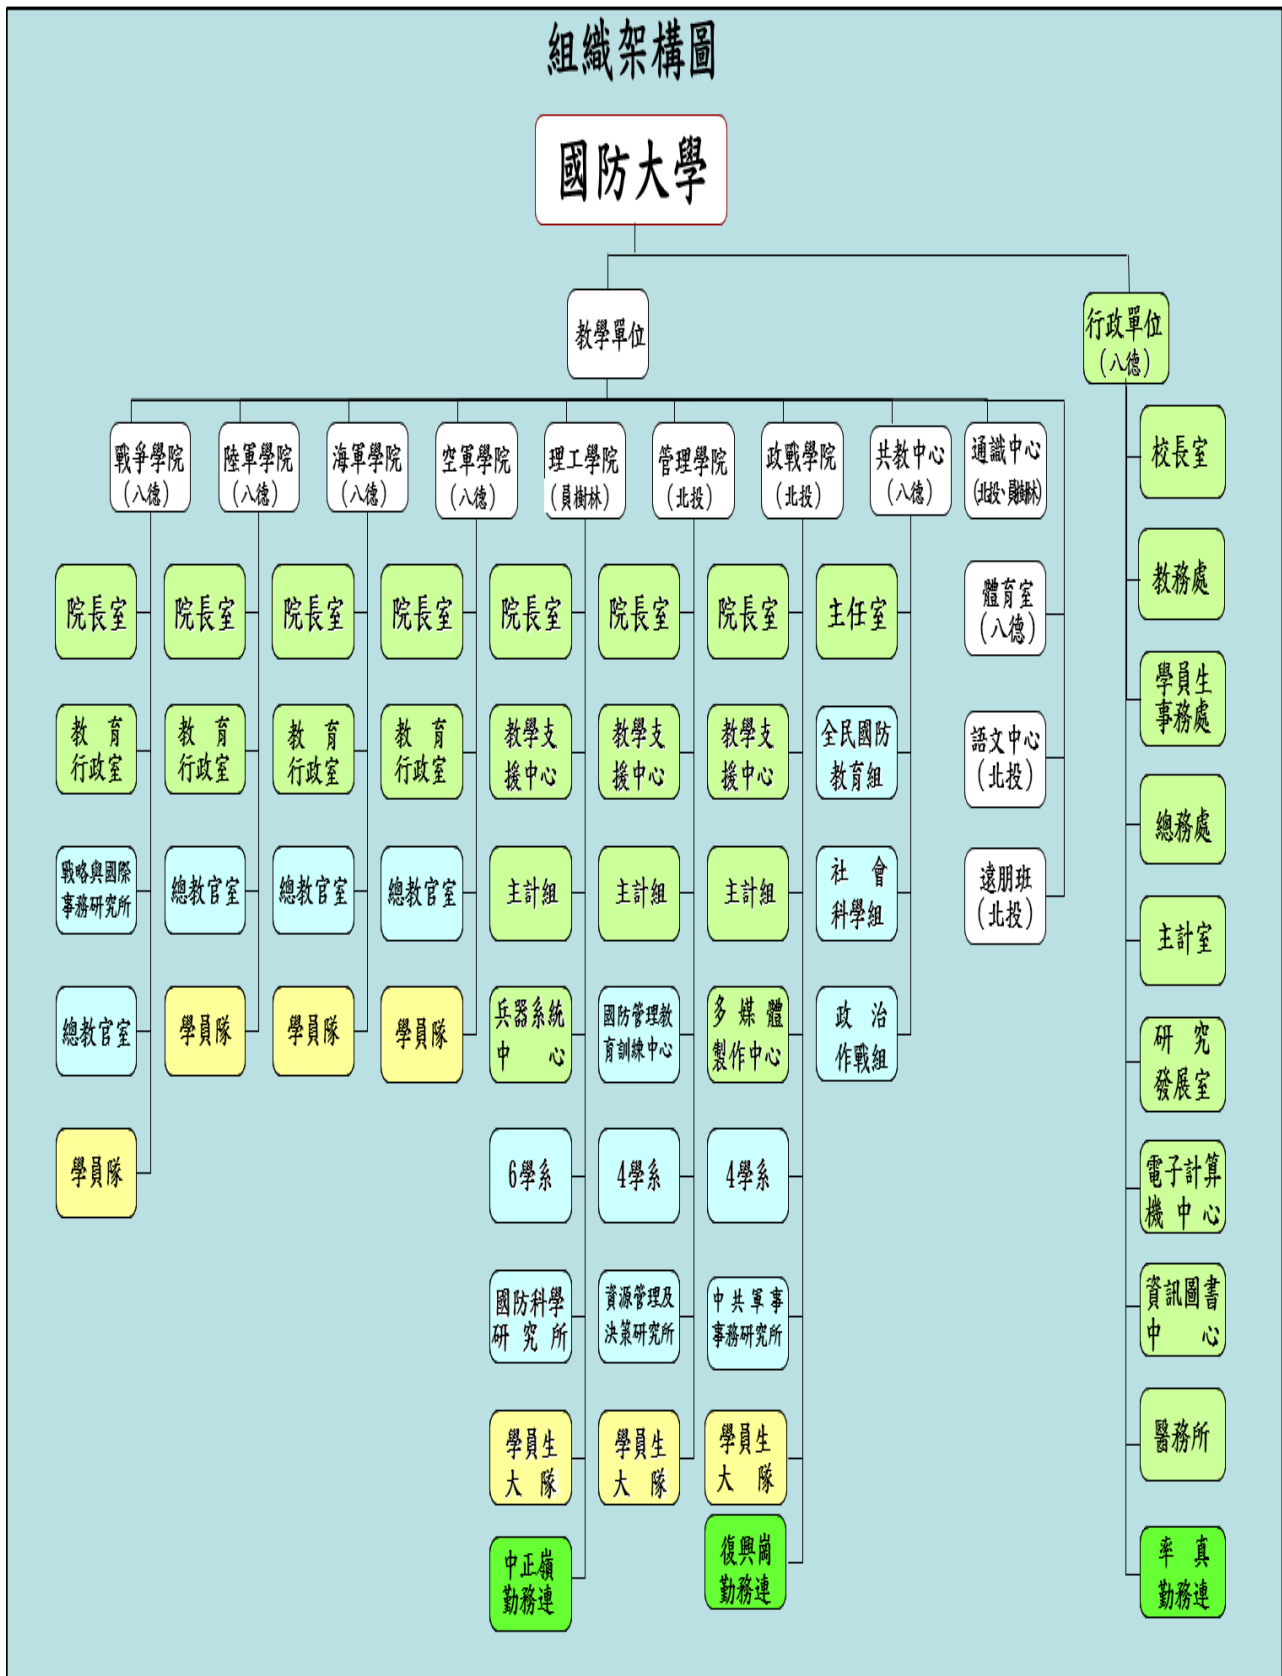 組織架構圖
國防大學
教學單位
行政單位
(八德)
戰爭學院
(八德)
陸軍學院
(八德)
海軍學院
(八德)
空軍學院
(八德)
理工學院
(員樹林)
管理學院
(北投)
政戰學院
(北投)
共教中心
(八德)
通識中心
(北投、員樹林)
院長室
教育
行政室
戰略與國際
事務研究所
總教官室
學員隊
院長室
教育
行政室
總教官室
學員隊
院長室
教育
行政室
總教官室
學員隊
院長室
教育
行政室
總教官室
學員隊
院長室
教學支
援中心
主計組
兵器系統
中心
6學系
國防科學
研究所
學員生
大隊
中正嶺
勤務連
院長室
教學支
援中心
主計組
國防管理教
育訓練中心
4學系
資源管理及
決策研究所
學員生
大隊
院長室
教學支
援中心
主計組
多媒體
製作中心
4學系
中共軍事
事務研究所
學員生
大隊
復興崗
勤務連
主任室
全民國防
教育組
社會
科學組
政治
作戰組
體育室
(八德)
語文中心
(北投)
遠朋班
(北投)
校長室
教務處
學員生
事務處
總務處
主計室
研究
發展室
電子計算
機中心
資訊圖書
中心
醫務所
率真
勤務連